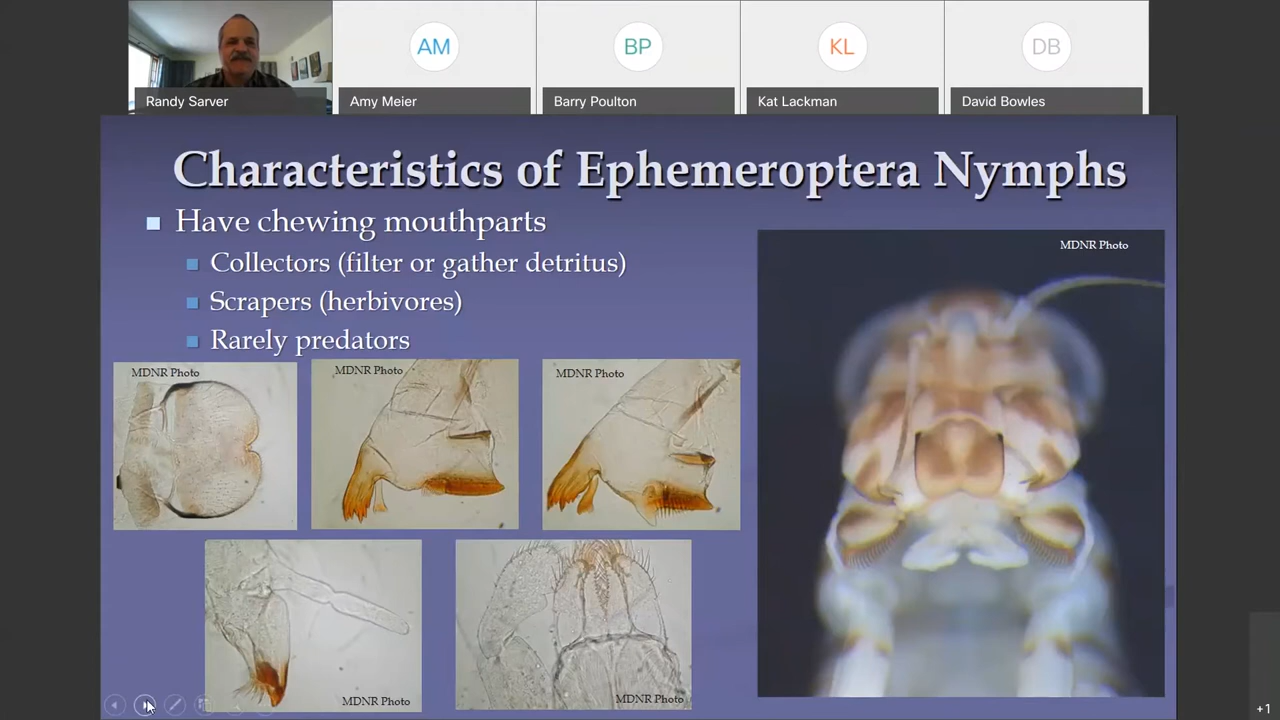 AM
BP
KL
DB
Randy Sarver
Amy Meier
Barry Poulton
Kat Lackman
David Bowles
Characteristics of Ephemeroptera Nymphs
Have chewing mouthparts
Collectors (filter or gather detritus)
Scrapers (herbivores)
Rarely predators
MDNR Photo
MDNR Photo
MDNR Photo
MDNR Photo
MDNR Photo
MDNR Photo
+1